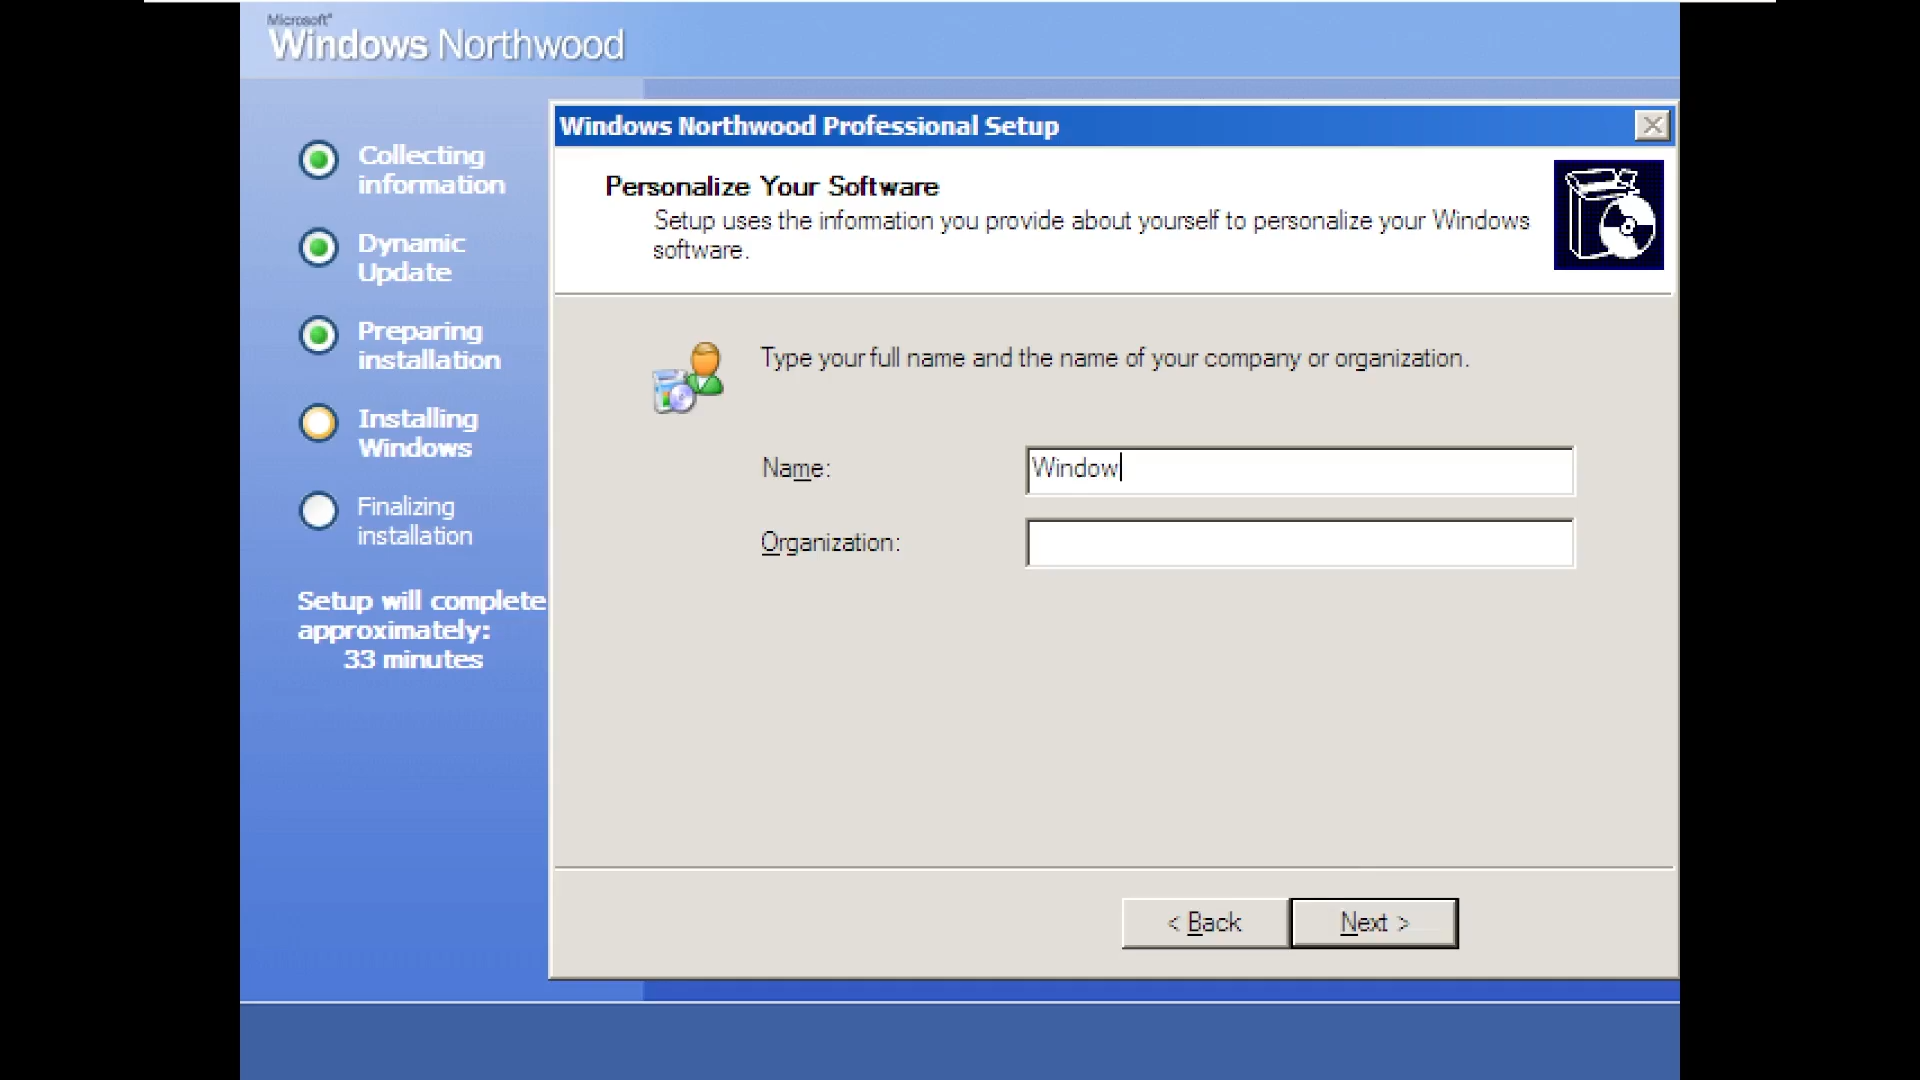 Microsoft®
Windows Northwood
Collecting
information
Dynamic
Update
Preparing
installation
Installing
Windows
Finalizing
installation
Setup will complete
approximately:
33 minutes
Windows Northwood Professional Setup
Personalize Your Software
Setup uses the information you provide about yourself to personalize your Windows
software.
Type your full name and the name of your company or organization.
Name:
Window
Organization:
< Back
Next >